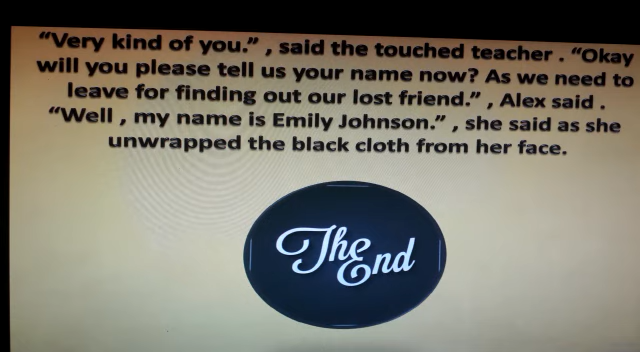 “Very kind of you.” , said the touched teacher . “Okay
will you please tell us your name now? As we need to
leave for finding out our lost friend.” , Alex said .
“Well , my name is Emily Johnson.” , she said as she
unwrapped the black cloth from her face.
The End